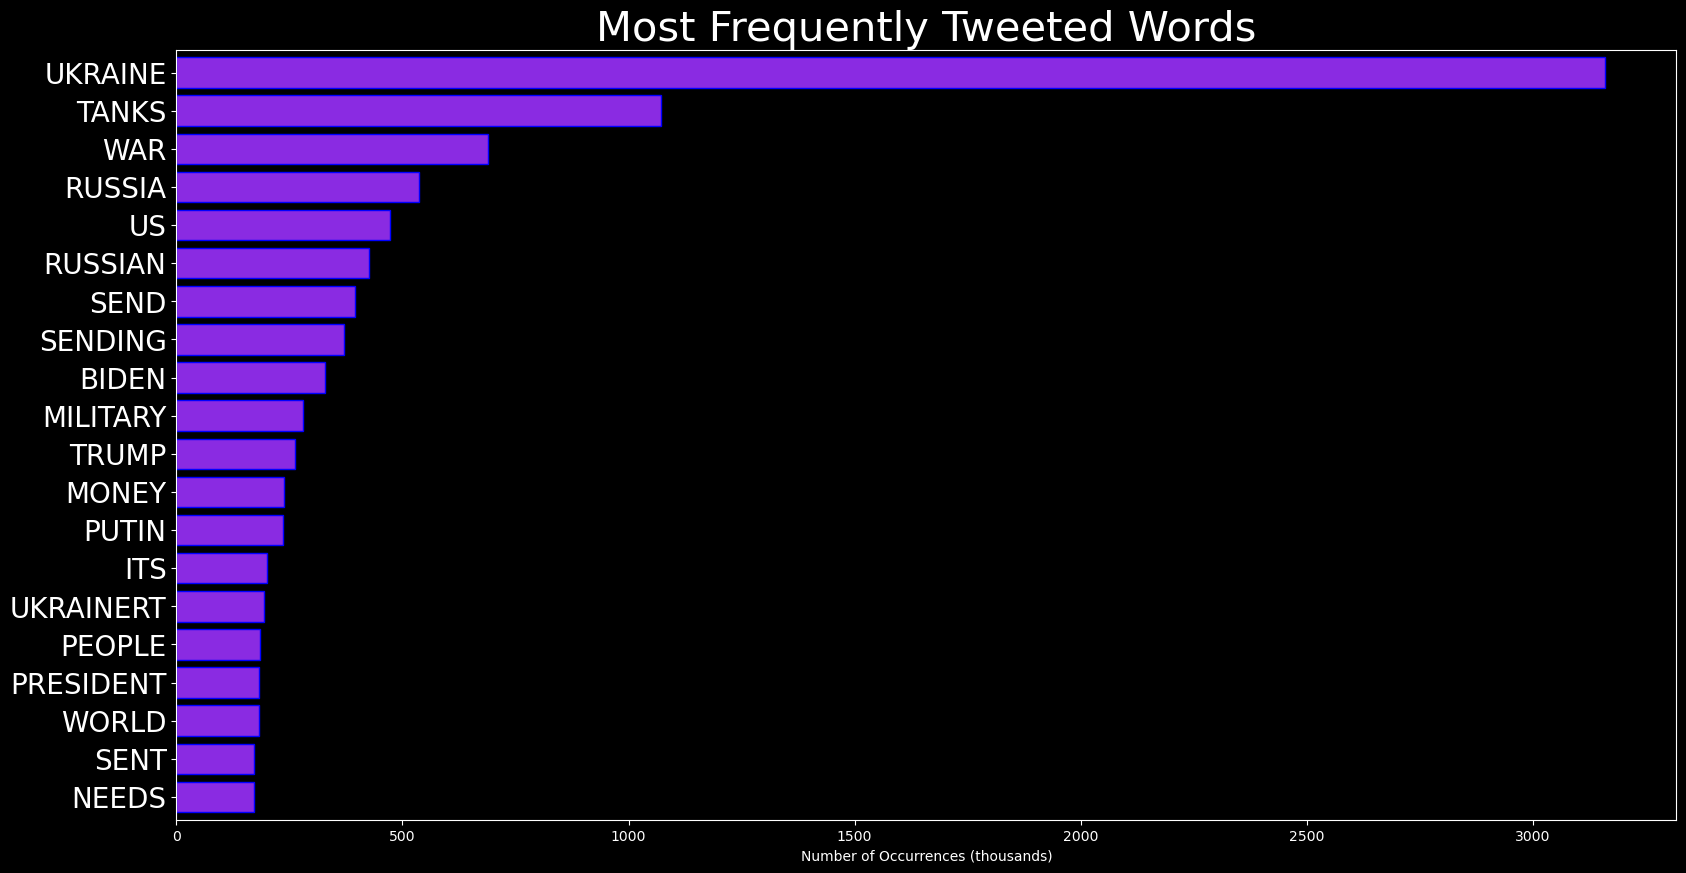 Most Frequently Tweeted Words
UKRAINE
TANKS
WAR
RUSSIA
US
RUSSIAN
SEND
SENDING
BIDEN
MILITARY
TRUMP
MONEY
PUTIN
ITS
UKRAINERT
PEOPLE
PRESIDENT
WORLD
SENT
NEEDS
0 500 1000 1500 2000 2500 3000
Number of Occurrences (thousands)